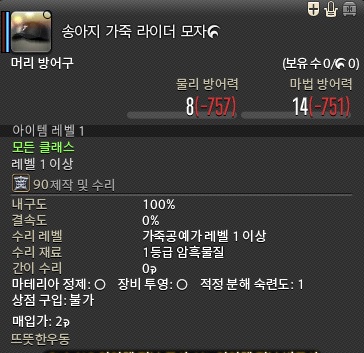 송아지 가죽 라이더 모자
머리 방어구 (보유 수 0/ 0)
물리 방어력 마법 방어력
8(-757) 14(-751)
아이템 레벨 1
모든 클래스
레벨 1 이상
90제작 및 수리
내구도 100%
결속도 0%
수리 레벨 가죽공예가 레벨 1 이상
수리 재료 1등급 암흑물질
간이 수리 0
마테리아 정제: ○ 장비 투영: ○ 적정 분해 숙련도: 1
상점 구입: 불가
매입가: 2
뜨뜻한우동